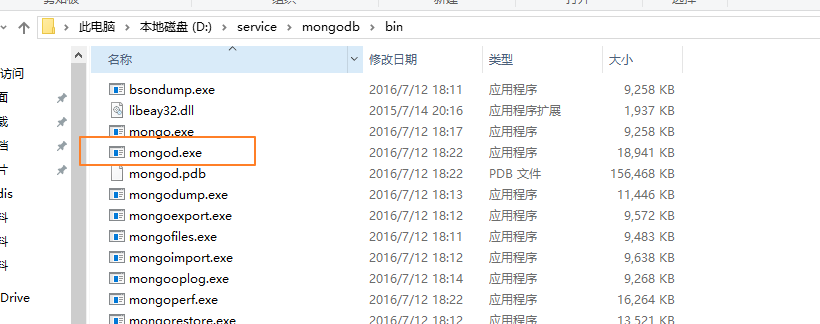 组织
新建
打开
选择
此电脑 本地磁盘 (D:) service mongodb bin
名称 修改日期 类型 大小
访问
bsondump.exe 2016/7/12 18:11 应用程序 9,258 KB
面
libeay32.dll 2015/7/14 20:16 应用程序扩展 1,937 KB
载
mongo.exe 2016/7/12 18:17 应用程序 9,258 KB
档
mongod.exe 2016/7/12 18:22 应用程序 18,941 KB
片
mongod.pdb 2016/7/12 18:22 PDB 文件 156,468 KB
dis
mongodump.exe 2016/7/12 18:13 应用程序 11,446 KB
料
mongoexport.exe 2016/7/12 18:12 应用程序 9,572 KB
料
mongofiles.exe 2016/7/12 18:11 应用程序 9,483 KB
料
mongoimport.exe 2016/7/12 18:12 应用程序 9,638 KB
mongooplog.exe 2016/7/12 18:14 应用程序 9,268 KB
Drive
mongoperf.exe 2016/7/12 18:22 应用程序 16,264 KB
mongorestore.exe 2016/7/12 18:12 应用程序 13,521 KB